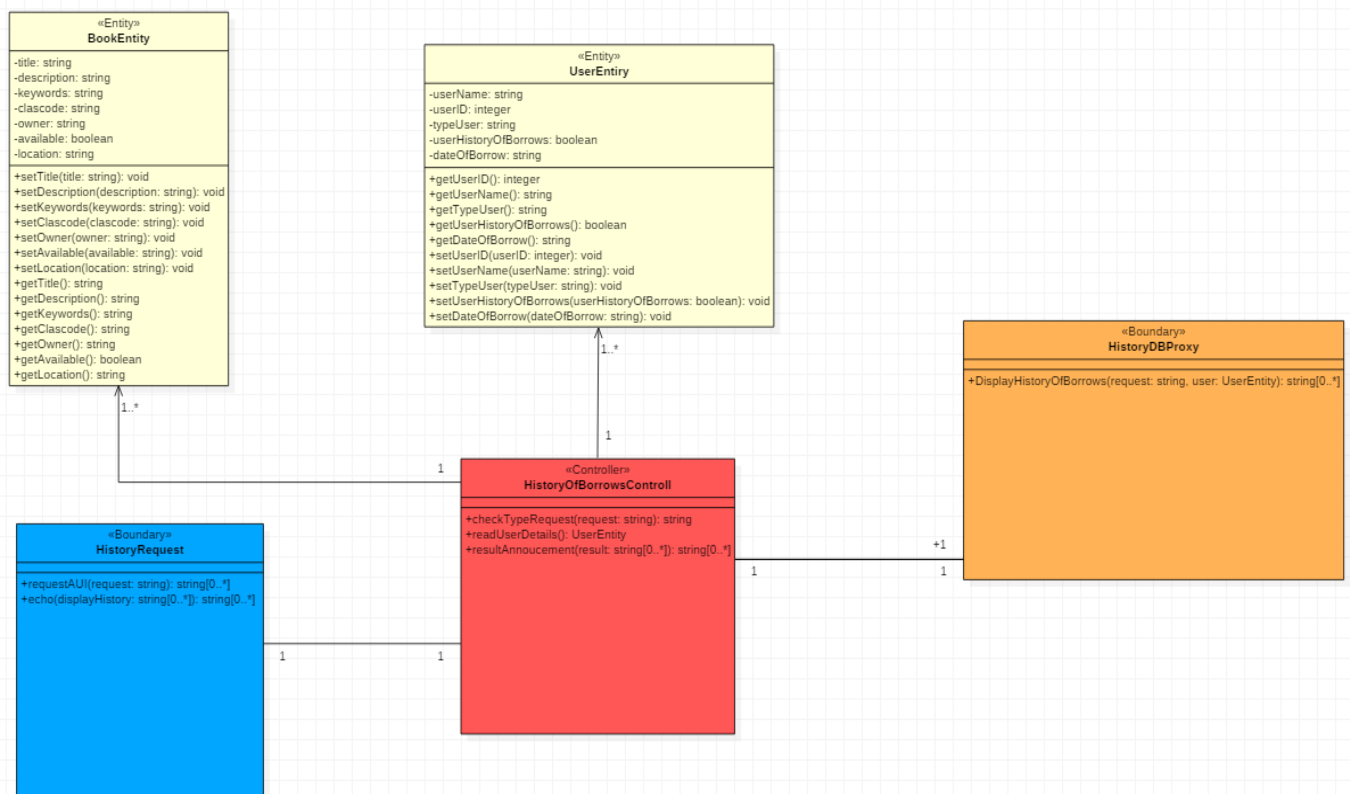 «Entity»
BookEntity
-title: string
-description: string
-keywords: string
-clascode: string
-owner: string
-available: boolean
-location: string
+setTitle(title: string): void
+setDescription(description: string): void
+setKeywords(keywords: string): void
+setClascode(clascode: string): void
+setOwner(owner: string): void
+setAvailable(available: string): void
+setLocation(location: string): void
+getTitle(): string
+getDescription(): string
+getKeywords(): string
+getClascode(): string
+getOwner(): string
+getAvailable(): boolean
+getLocation(): string
1..*
1
«Entity»
UserEntiry
-userName: string
-userID: integer
-typeUser: string
-userHistoryOfBorrows: boolean
-dateOfBorrow: string
+getUserID(): integer
+getUserName(): string
+getTypeUser(): string
+getUserHistoryOfBorrows(): boolean
+getDateOfBorrow(): string
+setUserID(userID: integer): void
+setUserName(userName: string): void
+setTypeUser(typeUser: string): void
+setUserHistoryOfBorrows(userHistoryOfBorrows: boolean): void
+setDateOfBorrow(dateOfBorrow: string): void
1..*
1
«Boundary»
HistoryDBProxy
+DisplayHistoryOfBorrows(request: string, user: UserEntity): string[0..*]
«Controller»
HistoryOfBorrowsControll
+checkTypeRequest(request: string): string
+readUserDetails(): UserEntity
+resultAnnoucement(result: string[0..*]): string[0..*]
+1
1
1
«Boundary»
HistoryRequest
+requestAUI(request: string): string[0..*]
+echo(displayHistory: string[0..*]): string[0..*]
1
1